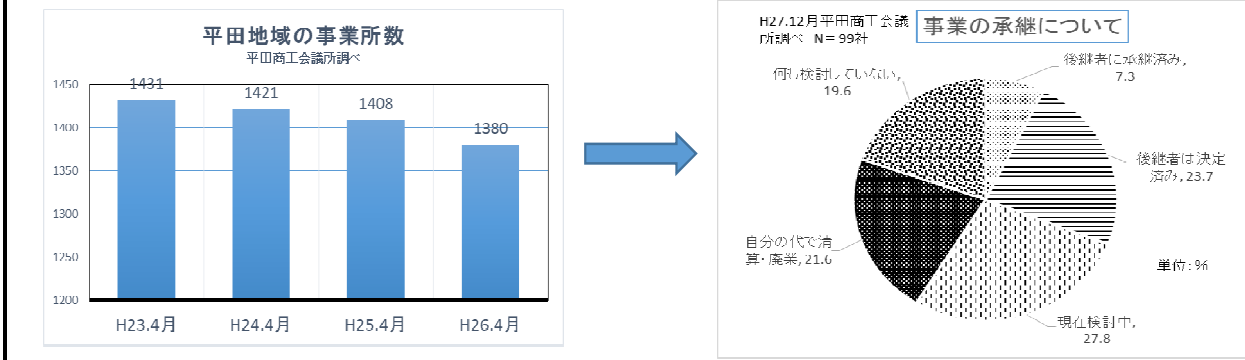 平田地域の事業所数
平田商工会議所調べ
1450
1400
1350
1300
1250
1200
1431
1421
1408
1380
H23.4月
H24.4月
H25.4月
H26.4月
H27.12月平田商工会議
所調べ N=99社
事業の承継について
後継者に承継済み,
7.3
後継者は決定
済み, 23.7
単位：%
現在検討中,
27.8
自分の代で清
算・廃業, 21.6
何も検討していない,
19.6